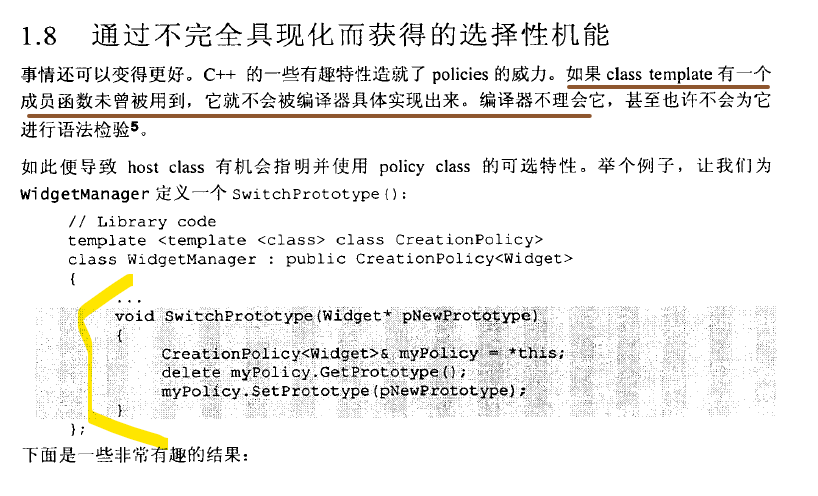 1.8 通过不完全具现化而获得的选择性机能
事情还可以变得更好。C++ 的一些有趣特性造就了 policies 的威力。如果 class template 有一个
成员函数未曾被用到，它就不会被编译器具体实现出来。编译器不理会它，甚至也许不会为它
进行语法检验5。
如此便导致 host class 有机会指明并使用 policy class 的可选特性。举个例子，让我们为
WidgetManager 定义一个 SwitchPrototype():
// Library code
template <template <class> class CreationPolicy>
class WidgetManager : public CreationPolicy<Widget>
{
...
void SwitchPrototype(Widget* pNewPrototype)
{
CreationPolicy<Widget>& myPolicy = *this;
delete myPolicy.GetPrototype();
myPolicy.SetPrototype(pNewPrototype);
}
};
下面是一些非常有趣的结果：